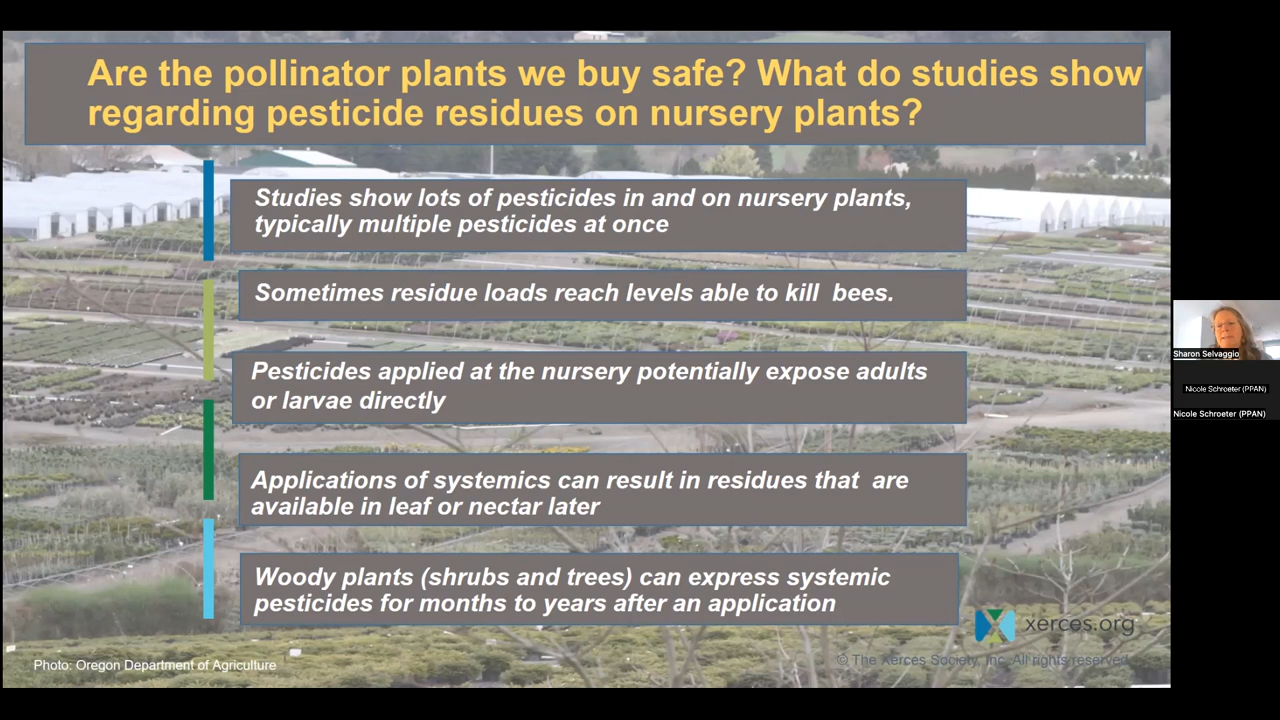 Are the pollinator plants we buy safe? What do studies show
regarding pesticide residues on nursery plants?
Studies show lots of pesticides in and on nursery plants,
typically multiple pesticides at once
Sometimes residue loads reach levels able to kill  bees.
Pesticides applied at the nursery potentially expose adults
or larvae directly
Applications of systemics can result in residues that  are
available in leaf or nectar later
Woody plants (shrubs and trees) can express systemic
pesticides for months to years after an application
xerces.org
Photo: Oregon Department of Agriculture
© The Xerces Society, Inc. All rights reserved
Sharon Selvaggio
Nicole Schroeter (PPAN)
Nicole Schroeter (PPAN)